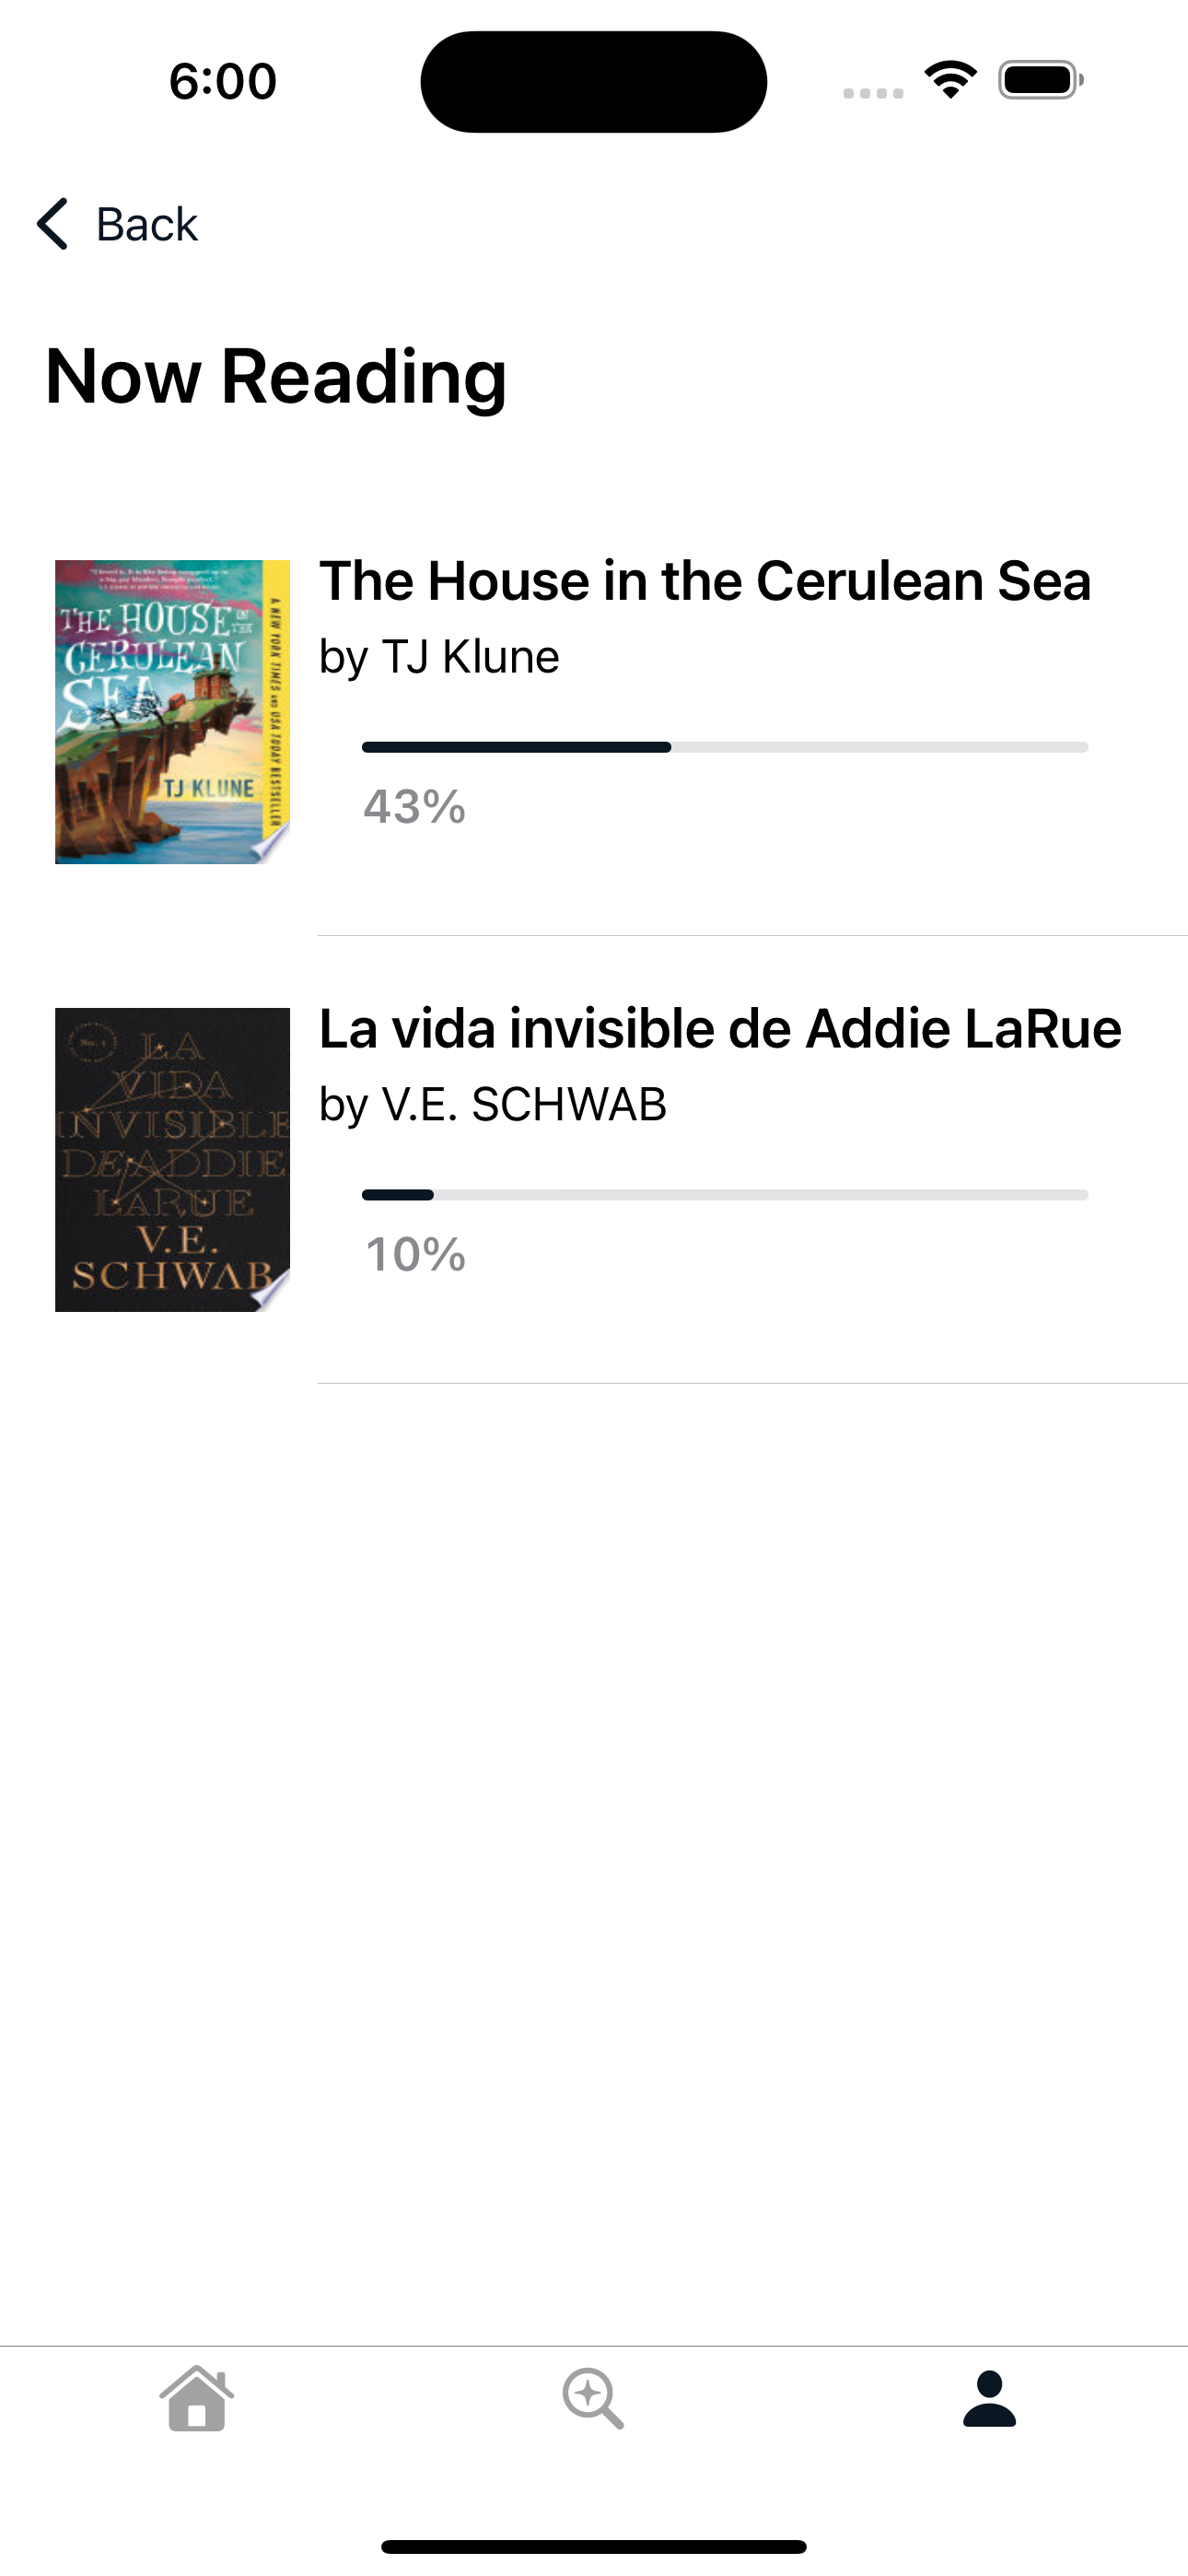 6:00
Back
Now Reading
THE HOUSE IN THE
CERULEAN
SEA
TJ KLUNE
A NEW YORK TIMES AND USA TODAY BESTSELLER
The House in the Cerulean Sea
by TJ Klune
43%
No. 1
LA
VIDA
INVISIBLE
DE ADDIE
LARUE
V.E.
SCHWAB
La vida invisible de Addie LaRue
by V.E. SCHWAB
10%